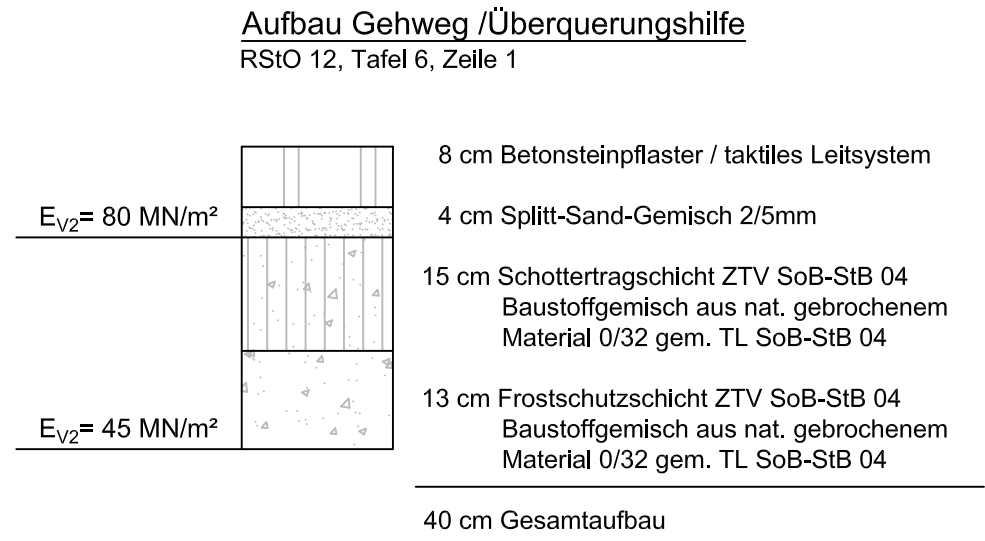 Aufbau Gehweg /Überquerungshilfe
RStO 12, Tafel 6, Zeile 1
8 cm Betonsteinpflaster / taktiles Leitsystem
E_V2= 80 MN/m²
4 cm Splitt-Sand-Gemisch 2/5mm
15 cm Schottertragschicht ZTV SoB-StB 04
Baustoffgemisch aus nat. gebrochenem
Material 0/32 gem. TL SoB-StB 04
13 cm Frostschutzschicht ZTV SoB-StB 04
E_V2= 45 MN/m²
Baustoffgemisch aus nat. gebrochenem
Material 0/32 gem. TL SoB-StB 04
40 cm Gesamtaufbau